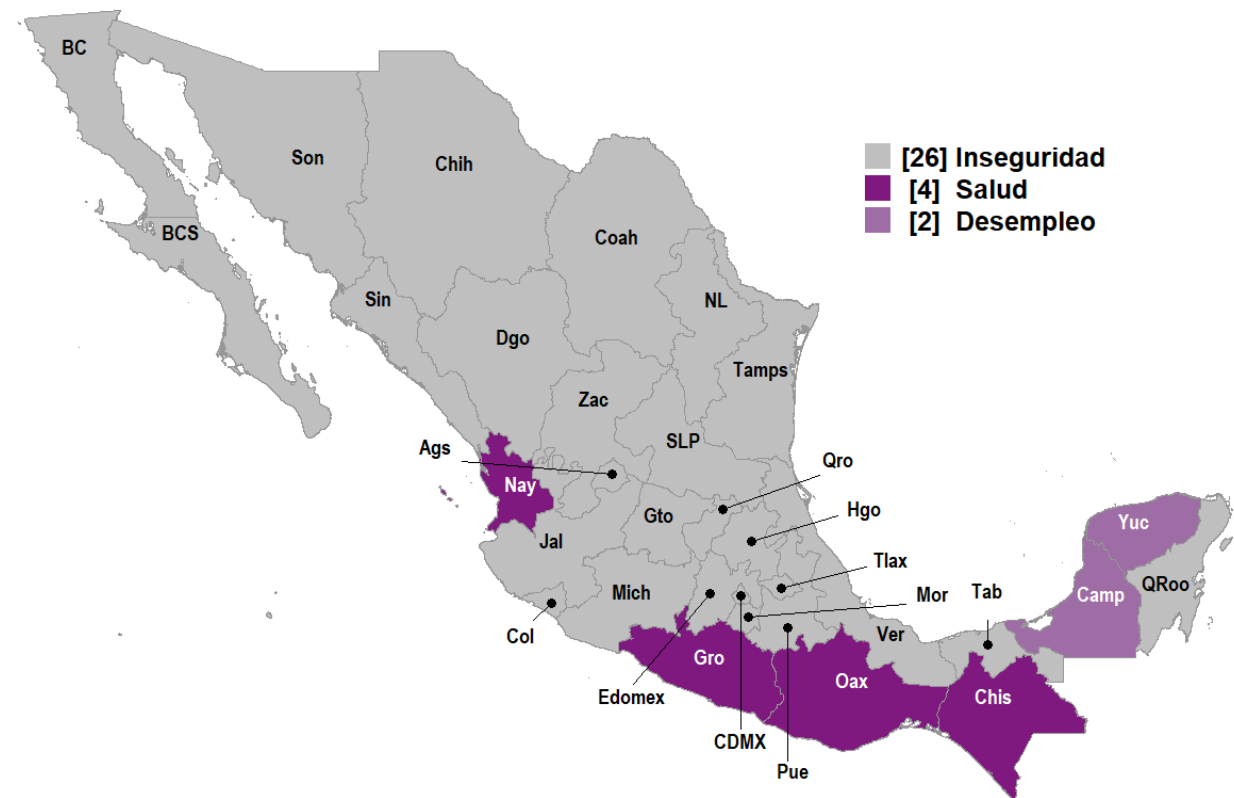 BC
Son
Chih
[26] Inseguridad
[4] Salud
[2] Desempleo
BCS
Coah
Sin
NL
Dgo
Tamps
Zac
SLP
Ags
Qro
Nay
Gto
Hgo
Yuc
Jal
Tlax
QRoo
Mich
Mor
Tab
Camp
Col
Ver
Gro
Oax
Edomex
Chis
CDMX
Pue